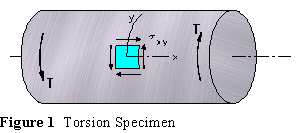 y
τxy
T
x
T
Figure 1 Torsion Specimen